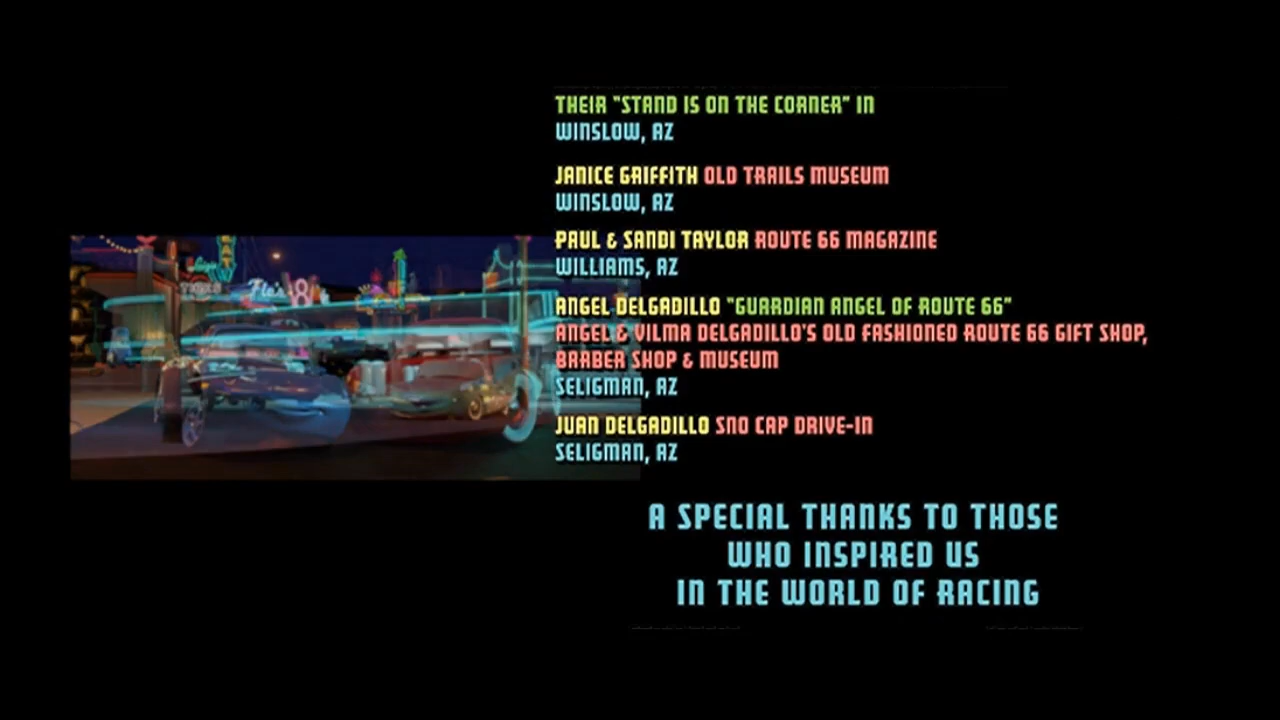 THEIR "STAND IS ON THE CORNER" IN
WINSLOW, AZ
JANICE GRIFFITH OLD TRAILS MUSEUM
WINSLOW, AZ
PAUL & SANDI TAYLOR ROUTE 66 MAGAZINE
WILLIAMS, AZ
ANGEL DELGADILLO "GUARDIAN ANGEL OF ROUTE 66"
ANGEL & VILMA DELGADILLO'S OLD FASHIONED ROUTE 66 GIFT SHOP,
BARBER SHOP & MUSEUM
SELIGMAN, AZ
JUAN DELGADILLO SNO CAP DRIVE-IN
SELIGMAN, AZ
A SPECIAL THANKS TO THOSE
WHO INSPIRED US
IN THE WORLD OF RACING
Flo's V8